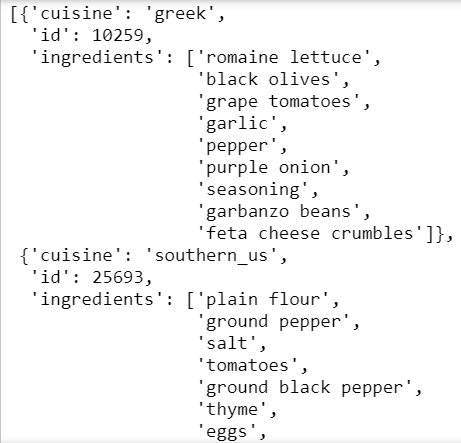 [{'cuisine': 'greek',
'id': 10259,
'ingredients': ['romaine lettuce',
'black olives',
'grape tomatoes',
'garlic',
'pepper',
'purple onion',
'seasoning',
'garbanzo beans',
'feta cheese crumbles']},
{'cuisine': 'southern_us',
'id': 25693,
'ingredients': ['plain flour',
'ground pepper',
'salt',
'tomatoes',
'ground black pepper',
'thyme',
'eggs',